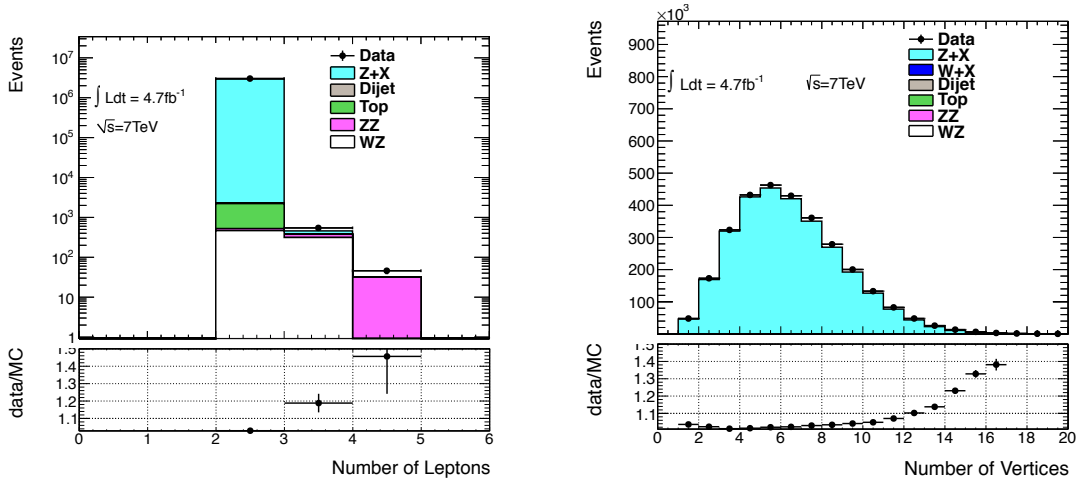 Events
10^7
10^6
10^5
10^4
10^3
10^2
10
1
∫ Ldt = 4.7fb^-1
√s=7TeV
Data
Z+X
Dijet
Top
ZZ
WZ
data/MC
1.5
1.4
1.3
1.2
1.1
0 1 2 3 4 5 6
Number of Leptons
×10^3
Events
900
800
700
600
500
400
300
200
100
∫ Ldt = 4.7fb^-1 √s=7TeV
Data
Z+X
W+X
Dijet
Top
ZZ
WZ
data/MC
1.5
1.4
1.3
1.2
1.1
0 2 4 6 8 10 12 14 16 18 20
Number of Vertices